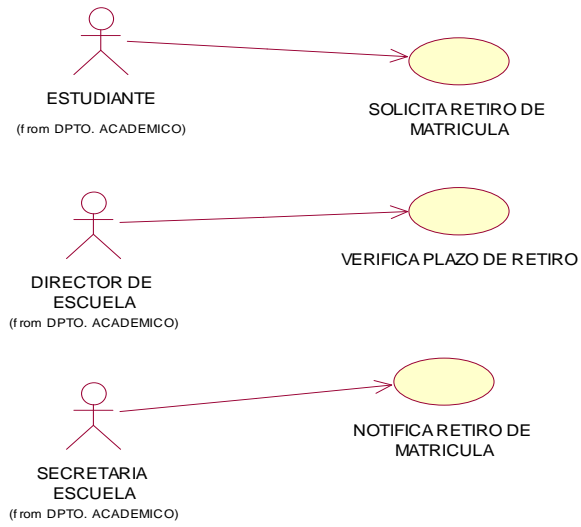 ESTUDIANTE
(from DPTO. ACADEMICO)
SOLICITA RETIRO DE
MATRICULA
DIRECTOR DE
ESCUELA
(from DPTO. ACADEMICO)
VERIFICA PLAZO DE RETIRO
SECRETARIA
ESCUELA
(from DPTO. ACADEMICO)
NOTIFICA RETIRO DE
MATRICULA